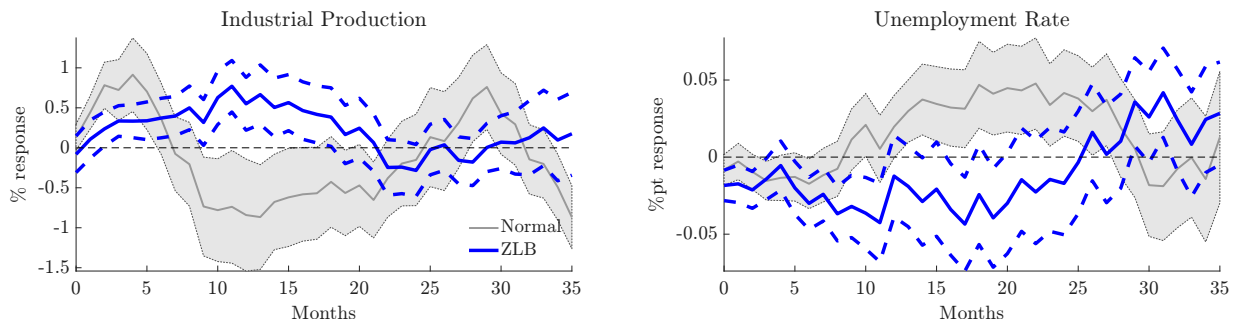 Industrial Production
% response
1
0.5
0
-0.5
-1
-1.5
0 5 10 15 20 25 30 35
Months
Normal
ZLB
Unemployment Rate
%pt response
0.05
0
-0.05
0 5 10 15 20 25 30 35
Months